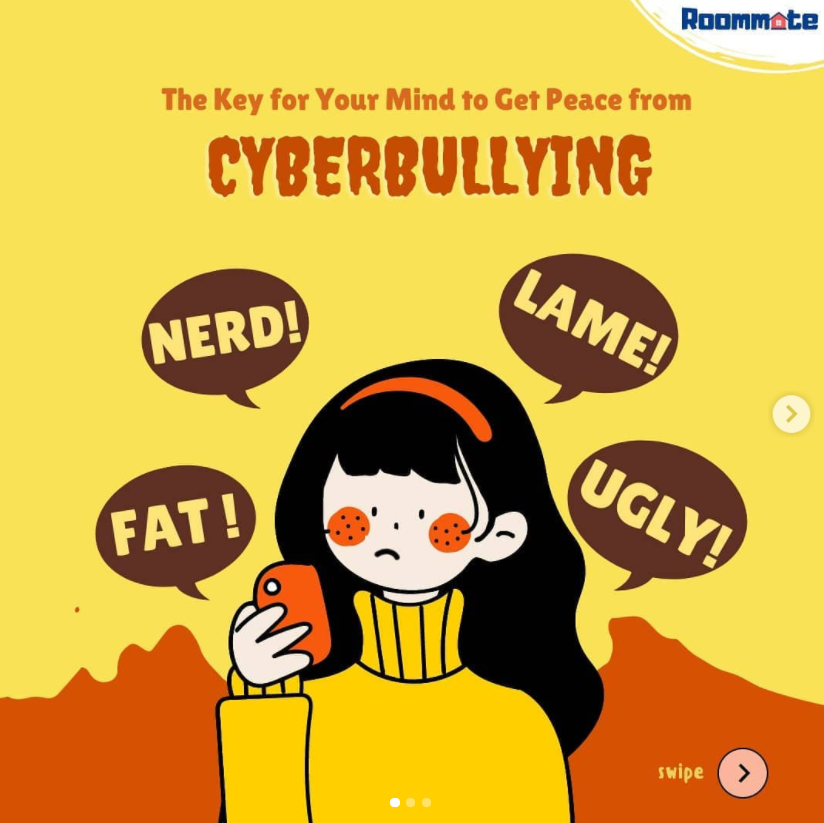 Roommate
The Key for Your Mind to Get Peace from
CYBERBULLYING
NERD!
LAME!
FAT!
UGLY!
swipe